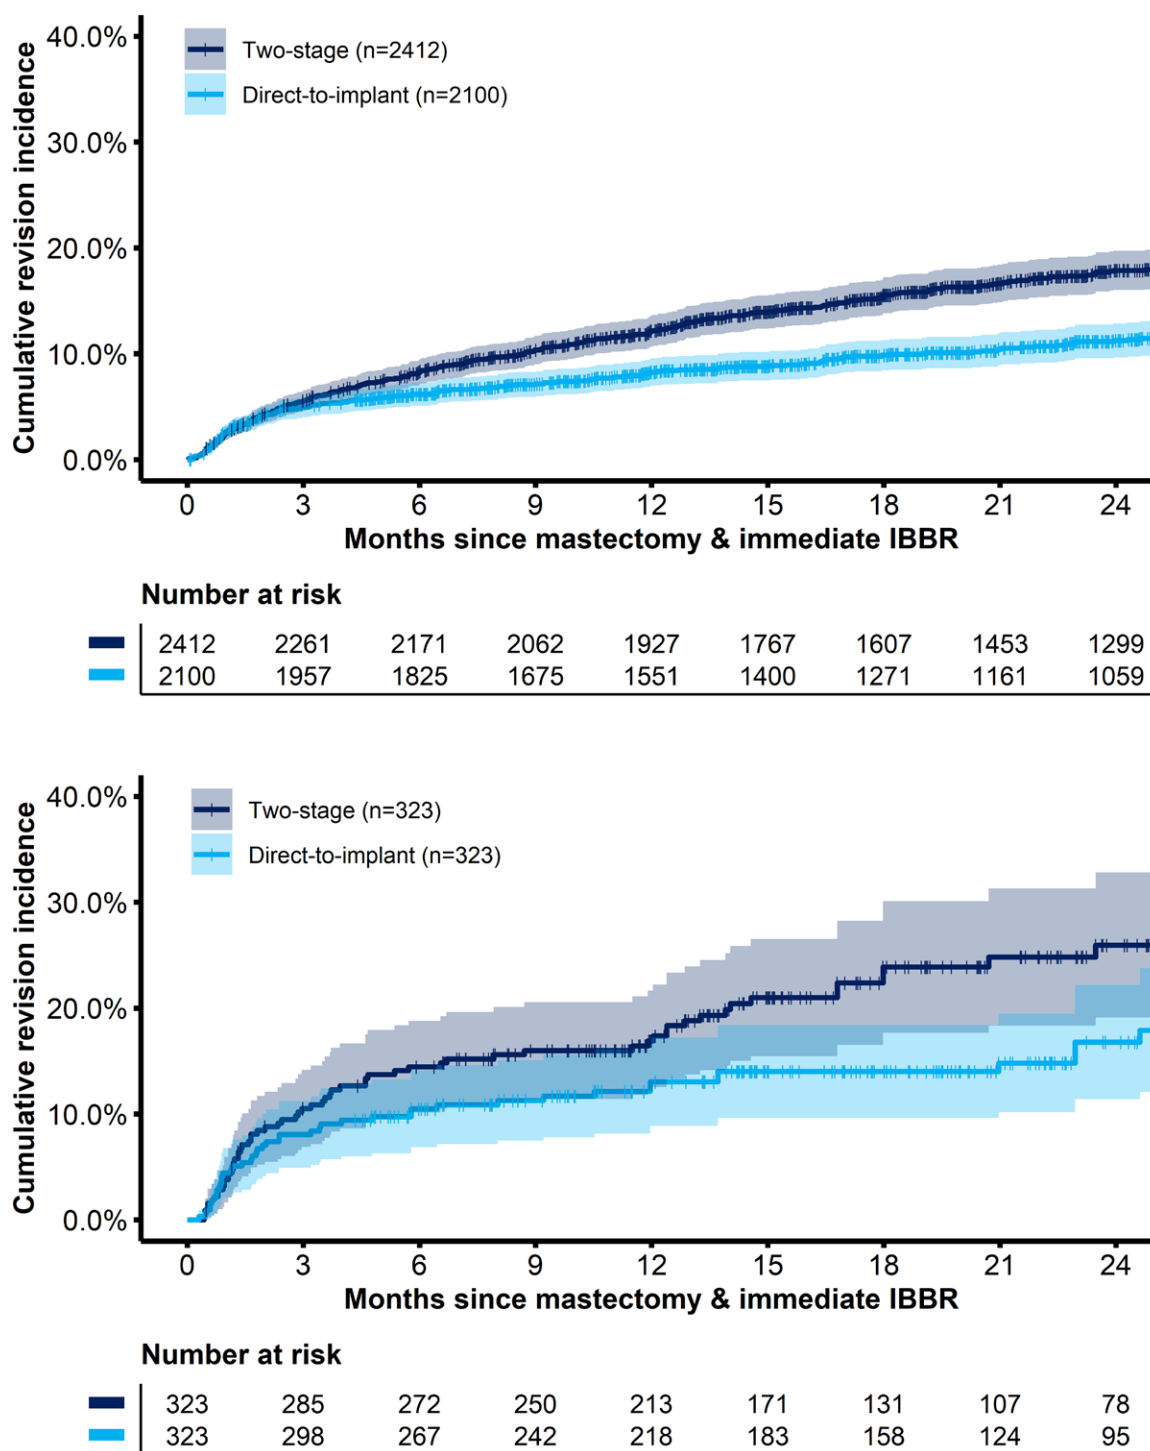 Cumulative revision incidence
40.0%
30.0%
20.0%
10.0%
0.0%
Two-stage (n=2412)
Direct-to-implant (n=2100)
0 3 6 9 12 15 18 21 24
Months since mastectomy & immediate IBBR
Number at risk
2412 2261 2171 2062 1927 1767 1607 1453 1299
2100 1957 1825 1675 1551 1400 1271 1161 1059
Cumulative revision incidence
40.0%
30.0%
20.0%
10.0%
0.0%
Two-stage (n=323)
Direct-to-implant (n=323)
0 3 6 9 12 15 18 21 24
Months since mastectomy & immediate IBBR
Number at risk
323 285 272 250 213 171 131 107 78
323 298 267 242 218 183 158 124 95